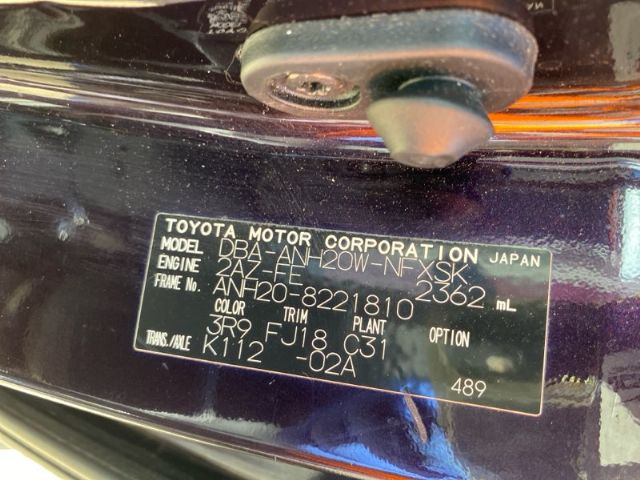 TOYOTA MOTOR CORPORATION JAPAN
MODEL DBA-ANH20W-NFXSK
ENGINE 2AZ-FE 2362 mL
FRAME No. ANH20-8221810
COLOR TRIM PLANT OPTION
3R9 FJ18 C31
TRANS./AXLE K112 -02A
489